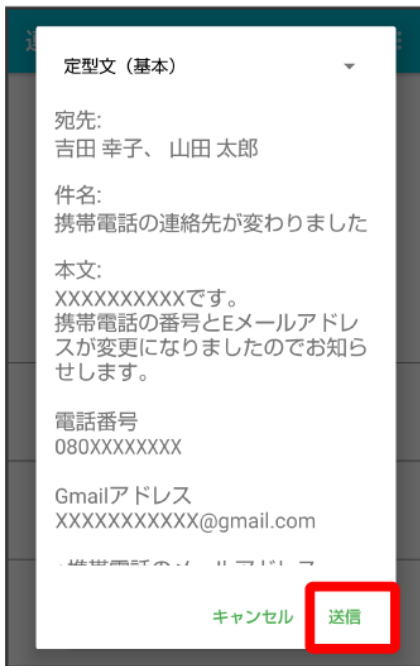 定型文（基本）
宛先:
吉田 幸子、 山田 太郎
件名:
携帯電話の連絡先が変わりました
本文:
XXXXXXXXXXです。
携帯電話の番号とEメールアドレ
スが変更になりましたのでお知ら
せします。
電話番号
080XXXXXXXX
Gmailアドレス
XXXXXXXXXXX@gmail.com
キャンセル 送信